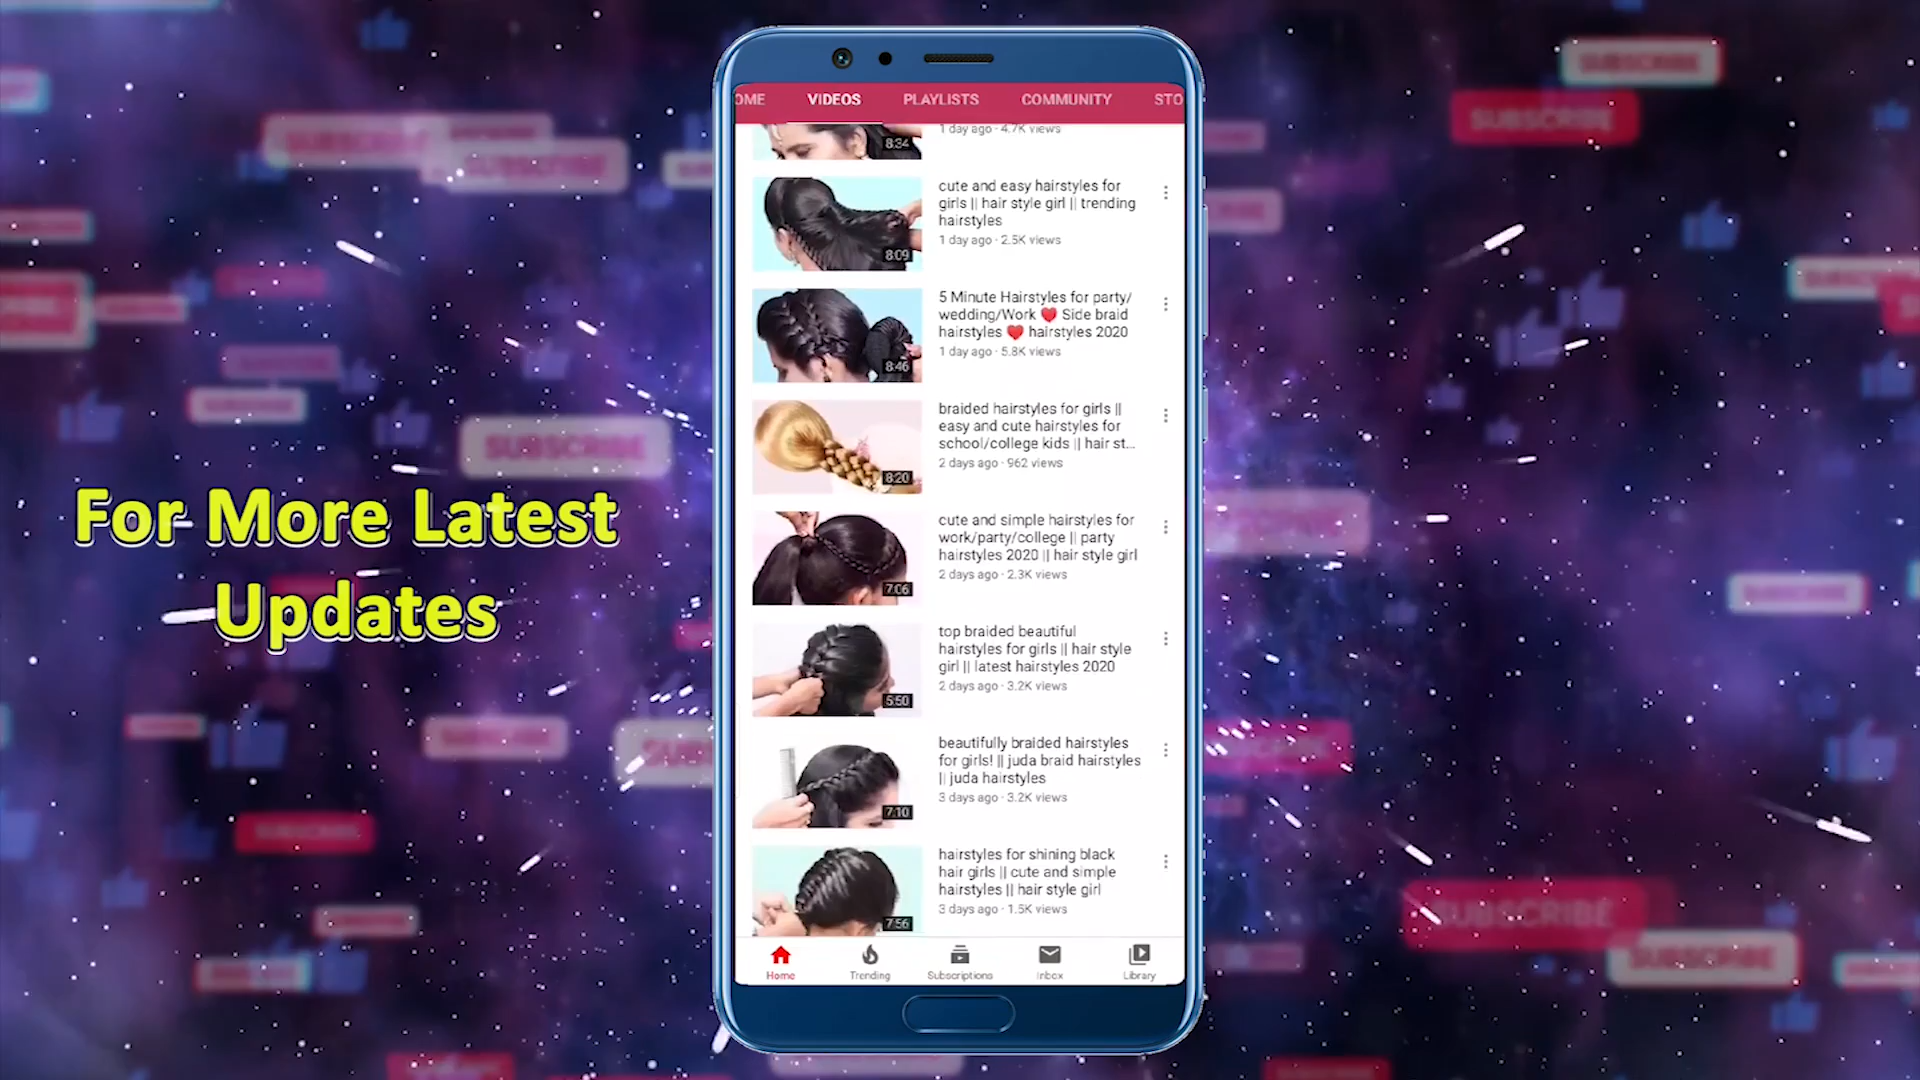 OME VIDEOS PLAYLISTS COMMUNITY STO
1 day ago · 4.7K views
8:34
cute and easy hairstyles for
girls || hair style girl || trending
hairstyles
1 day ago · 2.5K views
8:09
5 Minute Hairstyles for party/
wedding/Work ♥ Side braid
hairstyles ♥ hairstyles 2020
1 day ago · 5.8K views
8:46
braided hairstyles for girls ||
easy and cute hairstyles for
school/college kids || hair st...
2 days ago · 962 views
8:20
cute and simple hairstyles for
work/party/college || party
hairstyles 2020 || hair style girl
2 days ago · 2.3K views
7:06
top braided beautiful
hairstyles for girls || hair style
girl || latest hairstyles 2020
2 days ago · 3.2K views
5:50
beautifully braided hairstyles
for girls! || juda braid hairstyles
|| juda hairstyles
3 days ago · 3.2K views
7:10
hairstyles for shining black
hair girls || cute and simple
hairstyles || hair style girl
3 days ago · 1.5K views
7:56
Home Trending Subscriptions Inbox Library
For More Latest
Updates
SUBSCRIBE
SUBSCRIBE
SUBSCRIBE
SUBSCRIBE